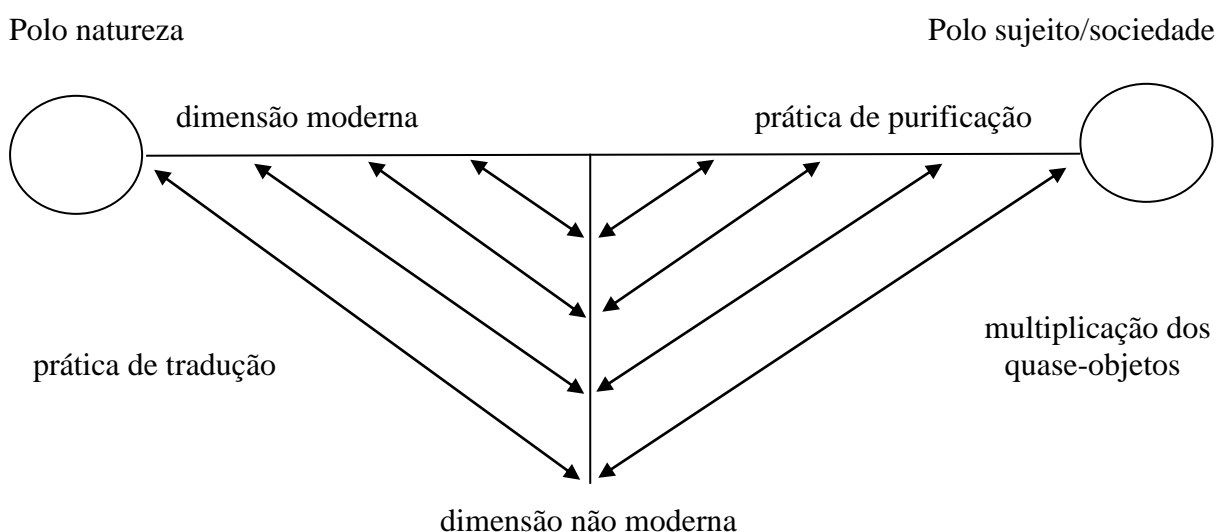 Polo natureza
Polo sujeito/sociedade
dimensão moderna
prática de purificação
prática de tradução
multiplicação dos
quase-objetos
dimensão não moderna